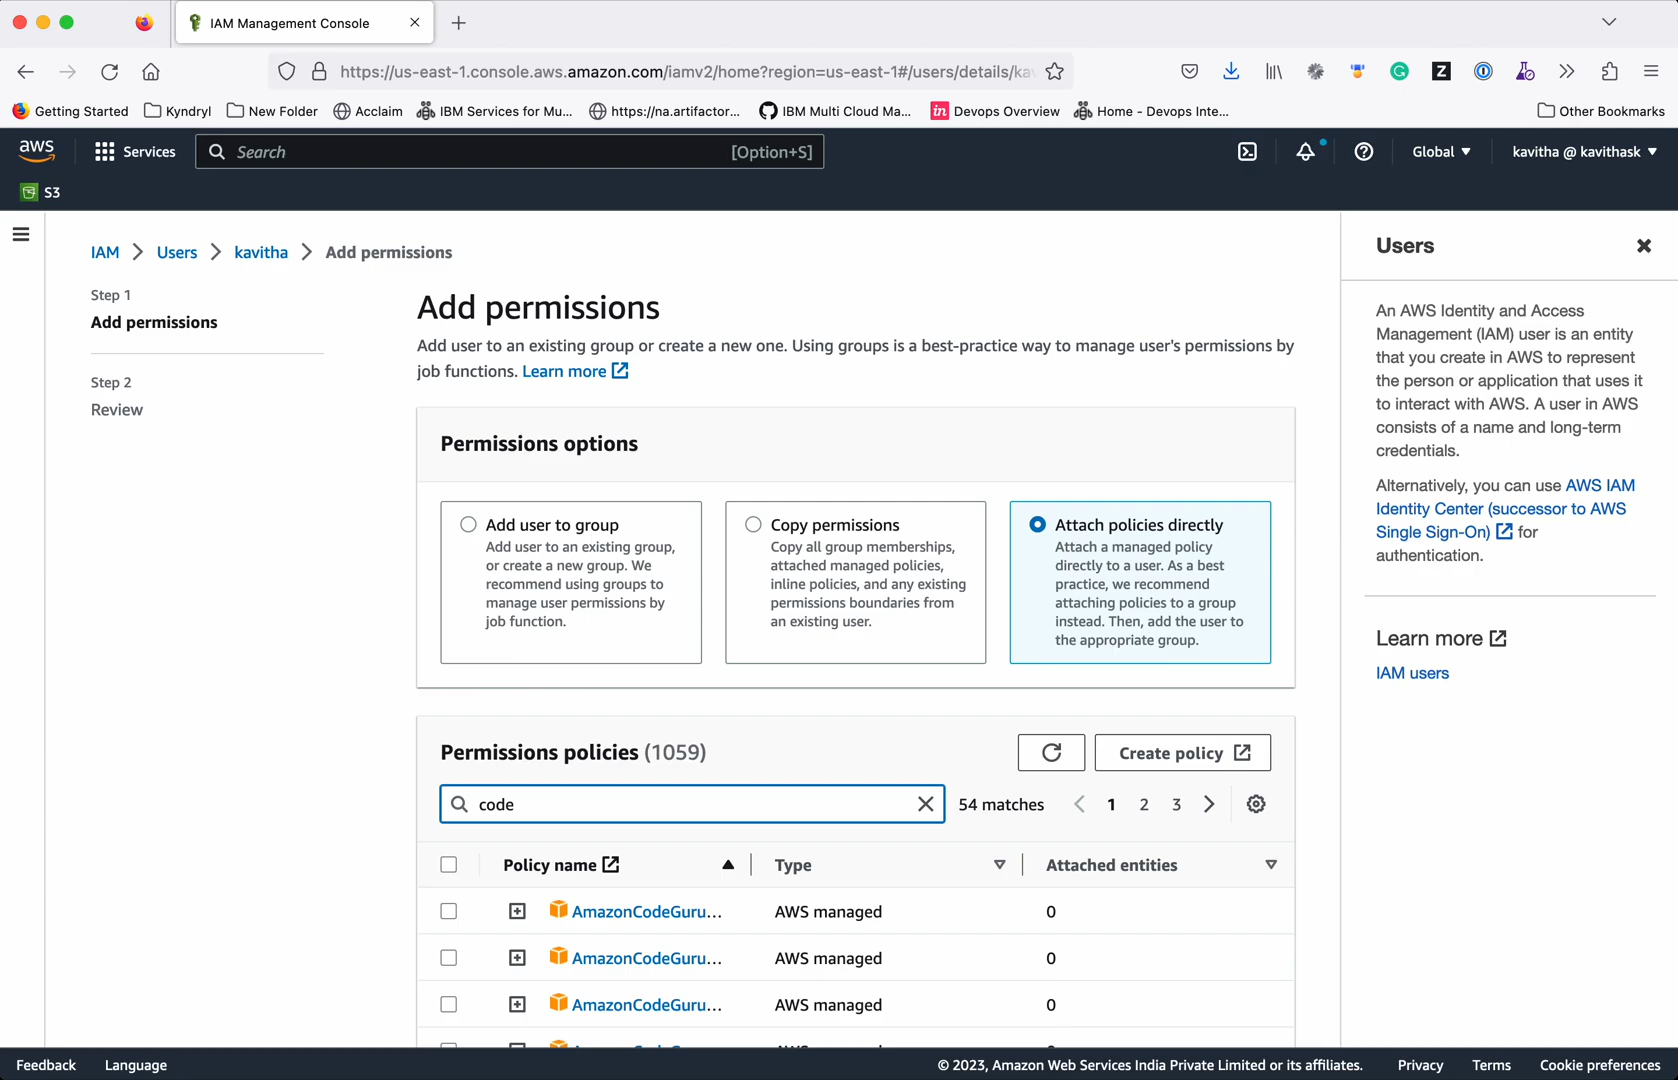 IAM Management Console
https://us-east-1.console.aws.amazon.com/iamv2/home?region=us-east-1#/users/details/kav
Getting Started
Kyndryl
New Folder
Acclaim
IBM Services for Mu...
https://na.artifactor...
IBM Multi Cloud Ma...
in
Devops Overview
Home - Devops Inte...
Other Bookmarks
aws
Services
Search
[Option+S]
Global
kavitha @ kavithask
S3
IAM
Users
kavitha
Add permissions
Step 1
Add permissions
Step 2
Review
Add permissions
Add user to an existing group or create a new one. Using groups is a best-practice way to manage user's permissions by
job functions. Learn more
Permissions options
Add user to group
Add user to an existing group,
or create a new group. We
recommend using groups to
manage user permissions by
job function.
Copy permissions
Copy all group memberships,
attached managed policies,
inline policies, and any existing
permissions boundaries from
an existing user.
Attach policies directly
Attach a managed policy
directly to a user. As a best
practice, we recommend
attaching policies to a group
instead. Then, add the user to
the appropriate group.
Permissions policies (1059)
Create policy
code
54 matches
1
2
3
Policy name
Type
Attached entities
AmazonCodeGuru...
AWS managed
0
AmazonCodeGuru...
AWS managed
0
AmazonCodeGuru...
AWS managed
0
Users
An AWS Identity and Access
Management (IAM) user is an entity
that you create in AWS to represent
the person or application that uses it
to interact with AWS. A user in AWS
consists of a name and long-term
credentials.
Alternatively, you can use AWS IAM
Identity Center (successor to AWS
Single Sign-On) for
authentication.
Learn more
IAM users
Feedback
Language
© 2023, Amazon Web Services India Private Limited or its affiliates.
Privacy
Terms
Cookie preferences